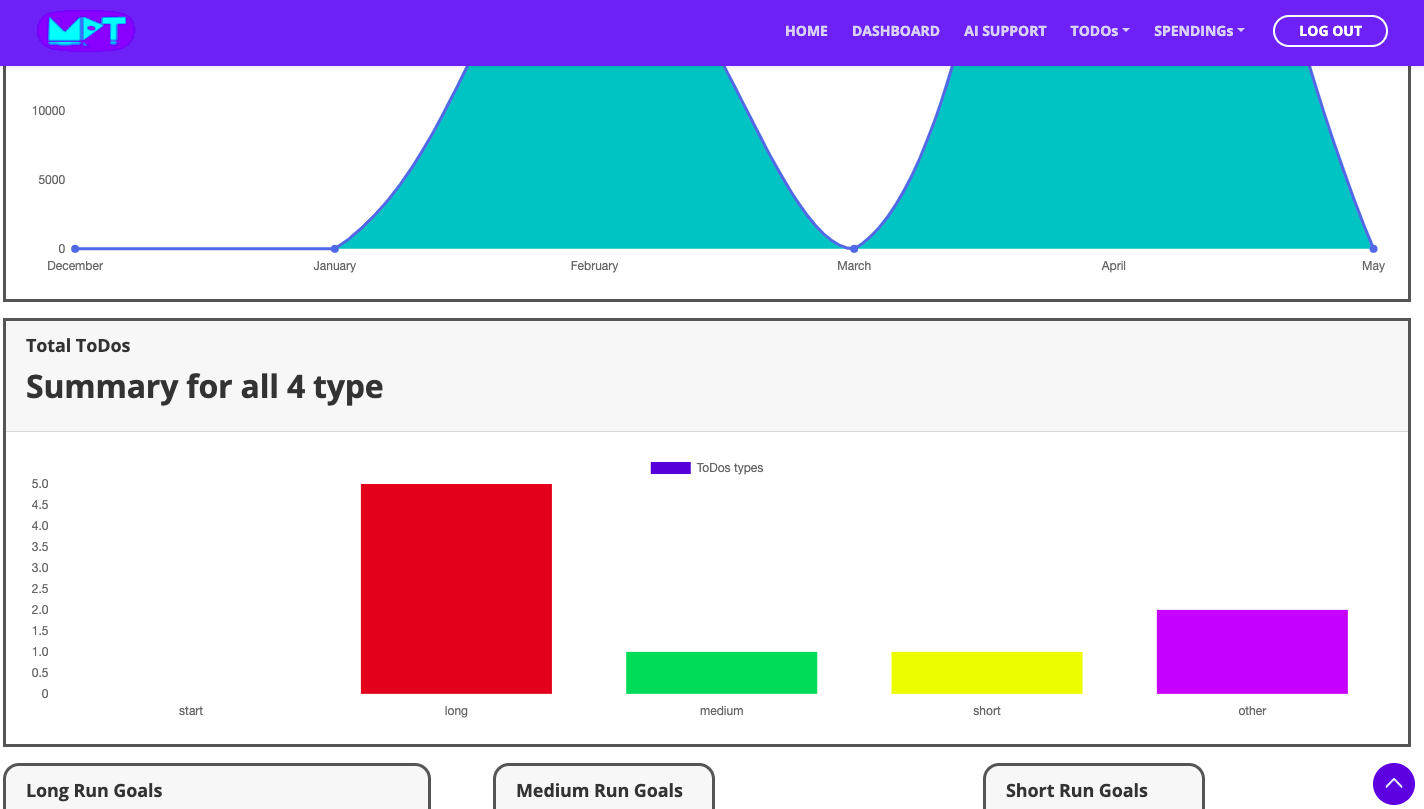 MPT HOME DASHBOARD AI SUPPORT TODOs SPENDINGs LOG OUT
10000
5000
0
December January February March April May
Total ToDos
Summary for all 4 type
ToDos types
5.0
4.5
4.0
3.5
3.0
2.5
2.0
1.5
1.0
0.5
0
start long medium short other
Long Run Goals Medium Run Goals Short Run Goals